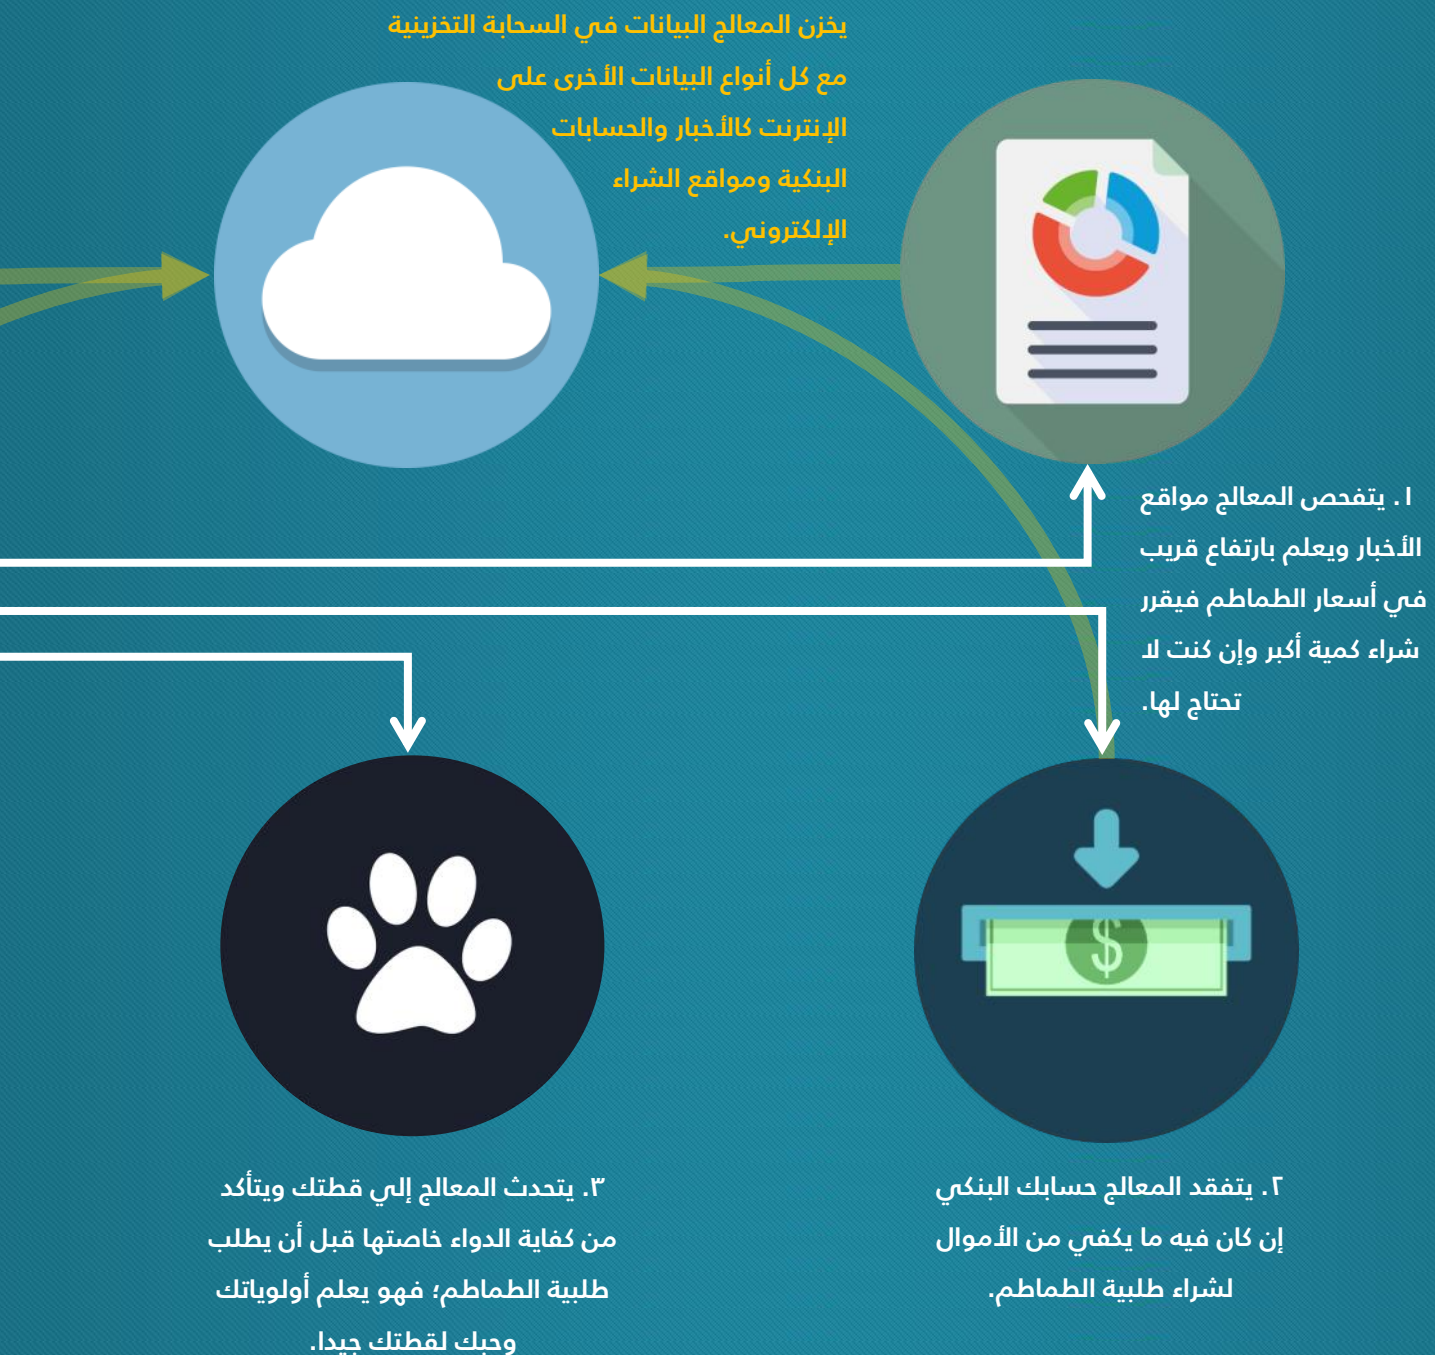 يخزن المعالج البيانات في السحابة التخزينية
مع كل أنواع البيانات الأخرى على
الإنترنت كالأخبار والحسابات
البنكية ومواقع الشراء
الإلكتروني.
١. يتفحص المعالج مواقع
الأخبار ويعلم بارتفاع قريب
في أسعار الطماطم فيقرر
شراء كمية أكبر وإن كنت لا
تحتاج لها.
٢. يتفقد المعالج حسابك البنكي
إن كان فيه ما يكفي من الأموال
لشراء طلبية الطماطم.
٣. يتحدث المعالج إلي قطتك ويتأكد
من كفاية الدواء خاصتها قبل أن يطلب
طلبية الطماطم؛ فهو يعلم أولوياتك
وحبك لقطتك جيدا.
$